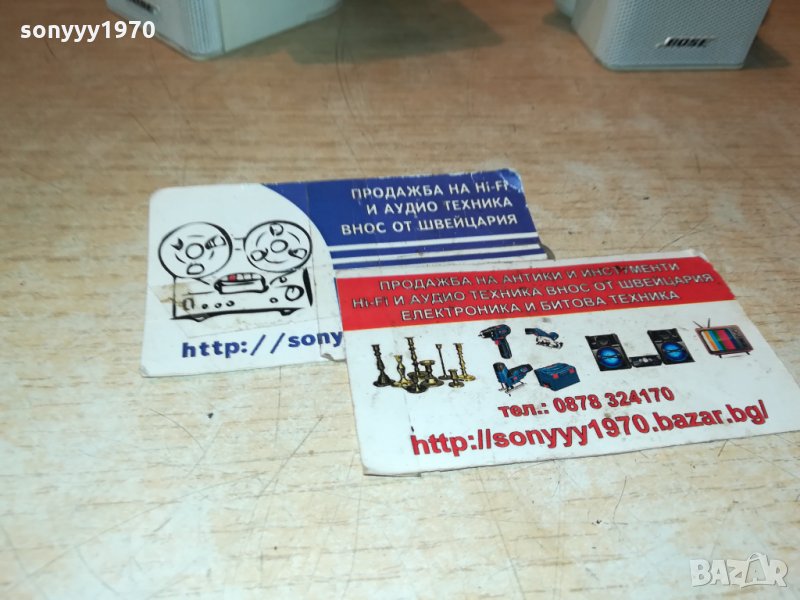 sonyyy1970
BOSE
ПРОДАЖБА НА Hi-Fi
И АУДИО ТЕХНИКА
ВНОС ОТ ШВЕЙЦАРИЯ
http://sony
ПРОДАЖБА НА АНТИКИ И ИНСТУМЕНТИ
Hi-Fi И АУДИО ТЕХНИКА ВНОС ОТ ШВЕЙЦАРИЯ
ЕЛЕКТРОНИКА И БИТОВА ТЕХНИКА
тел.: 0878 324170
http://sonyyy1970.bazar.bg/
BAZAR